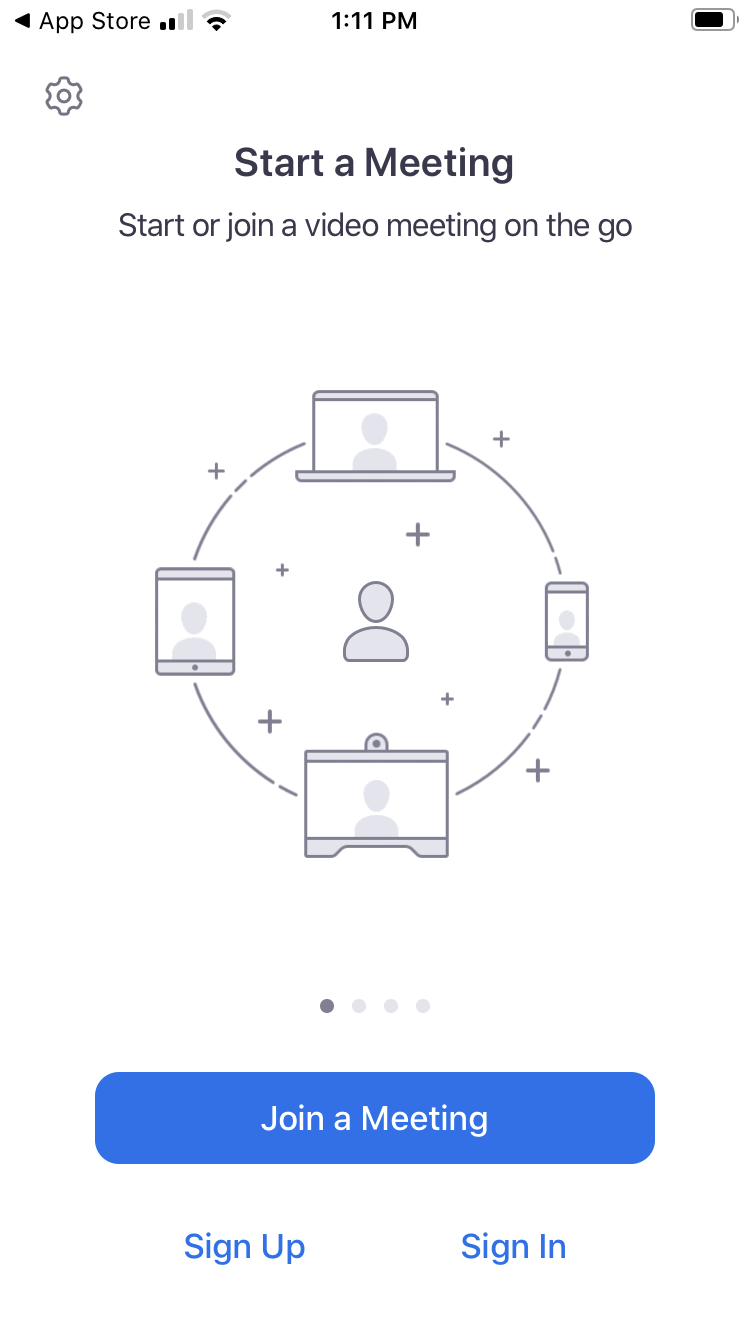 App Store 1:11 PM
Start a Meeting
Start or join a video meeting on the go
Join a Meeting
Sign Up Sign In